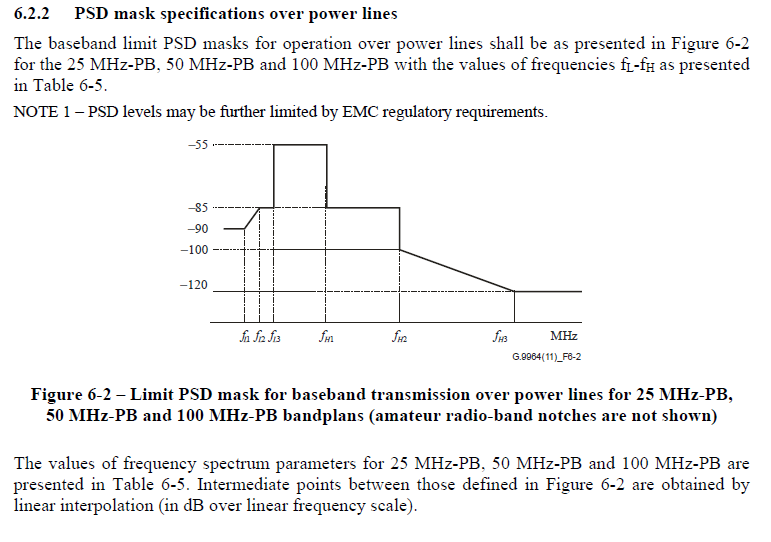 6.2.2 PSD mask specifications over power lines
The baseband limit PSD masks for operation over power lines shall be as presented in Figure 6-2
for the 25 MHz-PB, 50 MHz-PB and 100 MHz-PB with the values of frequencies fL-fH as presented
in Table 6-5.
NOTE 1 – PSD levels may be further limited by EMC regulatory requirements.
–55
–85
–90
–100
–120
fl1 fl2 fl3 fH1 fH2 fH3 MHz
G.9964(11)_F6-2
Figure 6-2 – Limit PSD mask for baseband transmission over power lines for 25 MHz-PB,
50 MHz-PB and 100 MHz-PB bandplans (amateur radio-band notches are not shown)
The values of frequency spectrum parameters for 25 MHz-PB, 50 MHz-PB and 100 MHz-PB are
presented in Table 6-5. Intermediate points between those defined in Figure 6-2 are obtained by
linear interpolation (in dB over linear frequency scale).